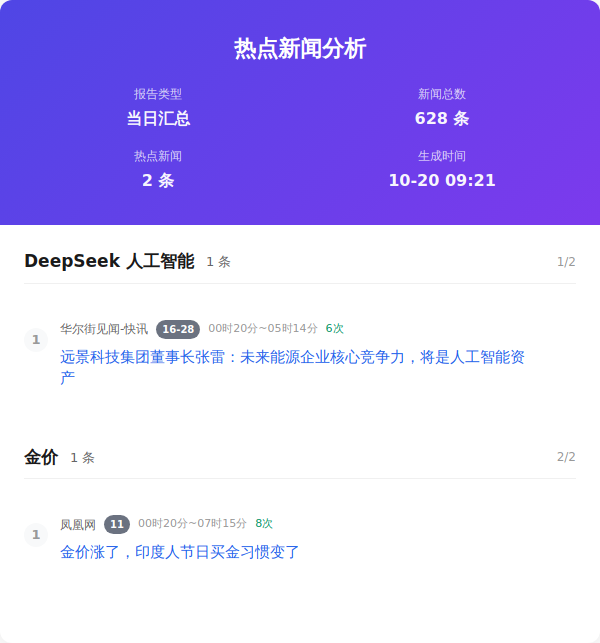 热点新闻分析
报告类型
当日汇总
新闻总数
628 条
热点新闻
2 条
生成时间
10-20 09:21
DeepSeek 人工智能 1 条 1/2
1 华尔街见闻-快讯 16-28 00时20分~05时14分 6次
远景科技集团董事长张雷：未来能源企业核心竞争力，将是人工智能资
产
金价 1 条 2/2
1 凤凰网 11 00时20分~07时15分 8次
金价涨了，印度人节日买金习惯变了